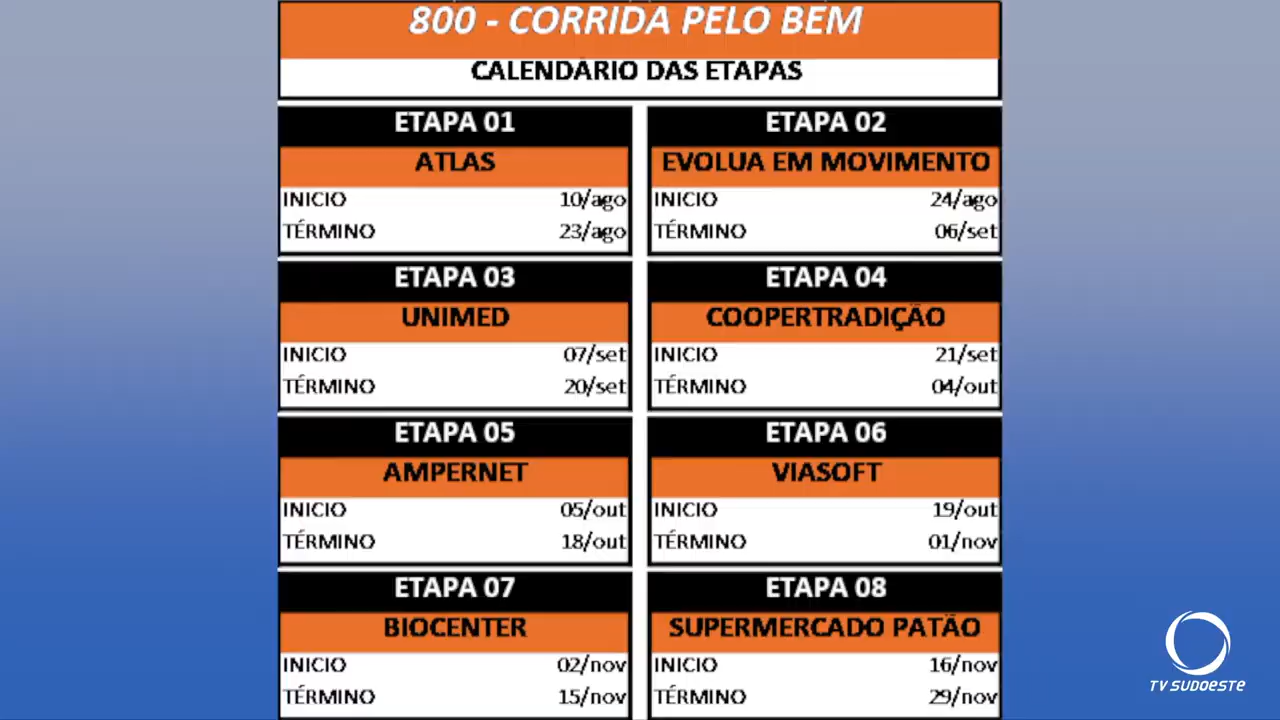 800 - CORRIDA PELO BEM
CALENDÁRIO DAS ETAPAS
ETAPA 01
ATLAS
INICIO 10/ago
TÉRMINO 23/ago
ETAPA 02
EVOLUA EM MOVIMENTO
INICIO 24/ago
TÉRMINO 06/set
ETAPA 03
UNIMED
INICIO 07/set
TÉRMINO 20/set
ETAPA 04
COOPERTRADIÇÃO
INICIO 21/set
TÉRMINO 04/out
ETAPA 05
AMPERNET
INICIO 05/out
TÉRMINO 18/out
ETAPA 06
VIASOFT
INICIO 19/out
TÉRMINO 01/nov
ETAPA 07
BIOCENTER
INICIO 02/nov
TÉRMINO 15/nov
ETAPA 08
SUPERMERCADO PATÃO
INICIO 16/nov
TÉRMINO 29/nov
TV SUDOESTE